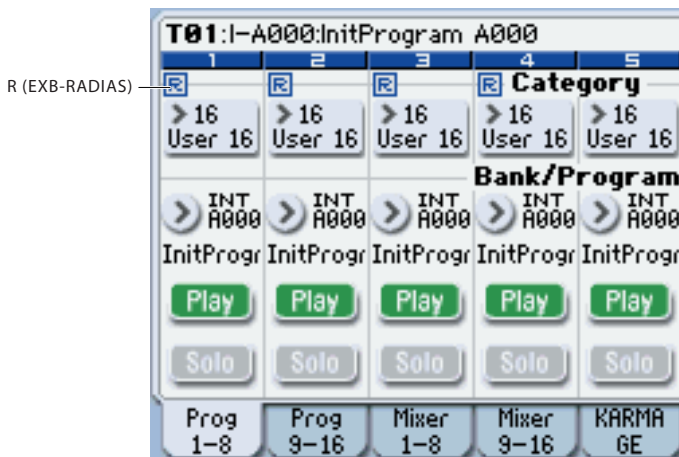 T01:I-A000:InitProgram A000
1 2 3 4 5
R (EXB-RADIAS)
R R R R Category
16 16 16 16 16
User 16 User 16 User 16 User 16 User 16
Bank/Program
INT INT INT INT INT
A000 A000 A000 A000 A000
InitProgr InitProgr InitProgr InitProgr InitProgr
Play Play Play Play Play
Solo Solo Solo Solo Solo
Prog Prog Mixer Mixer KARMA
1-8 9-16 1-8 9-16 GE